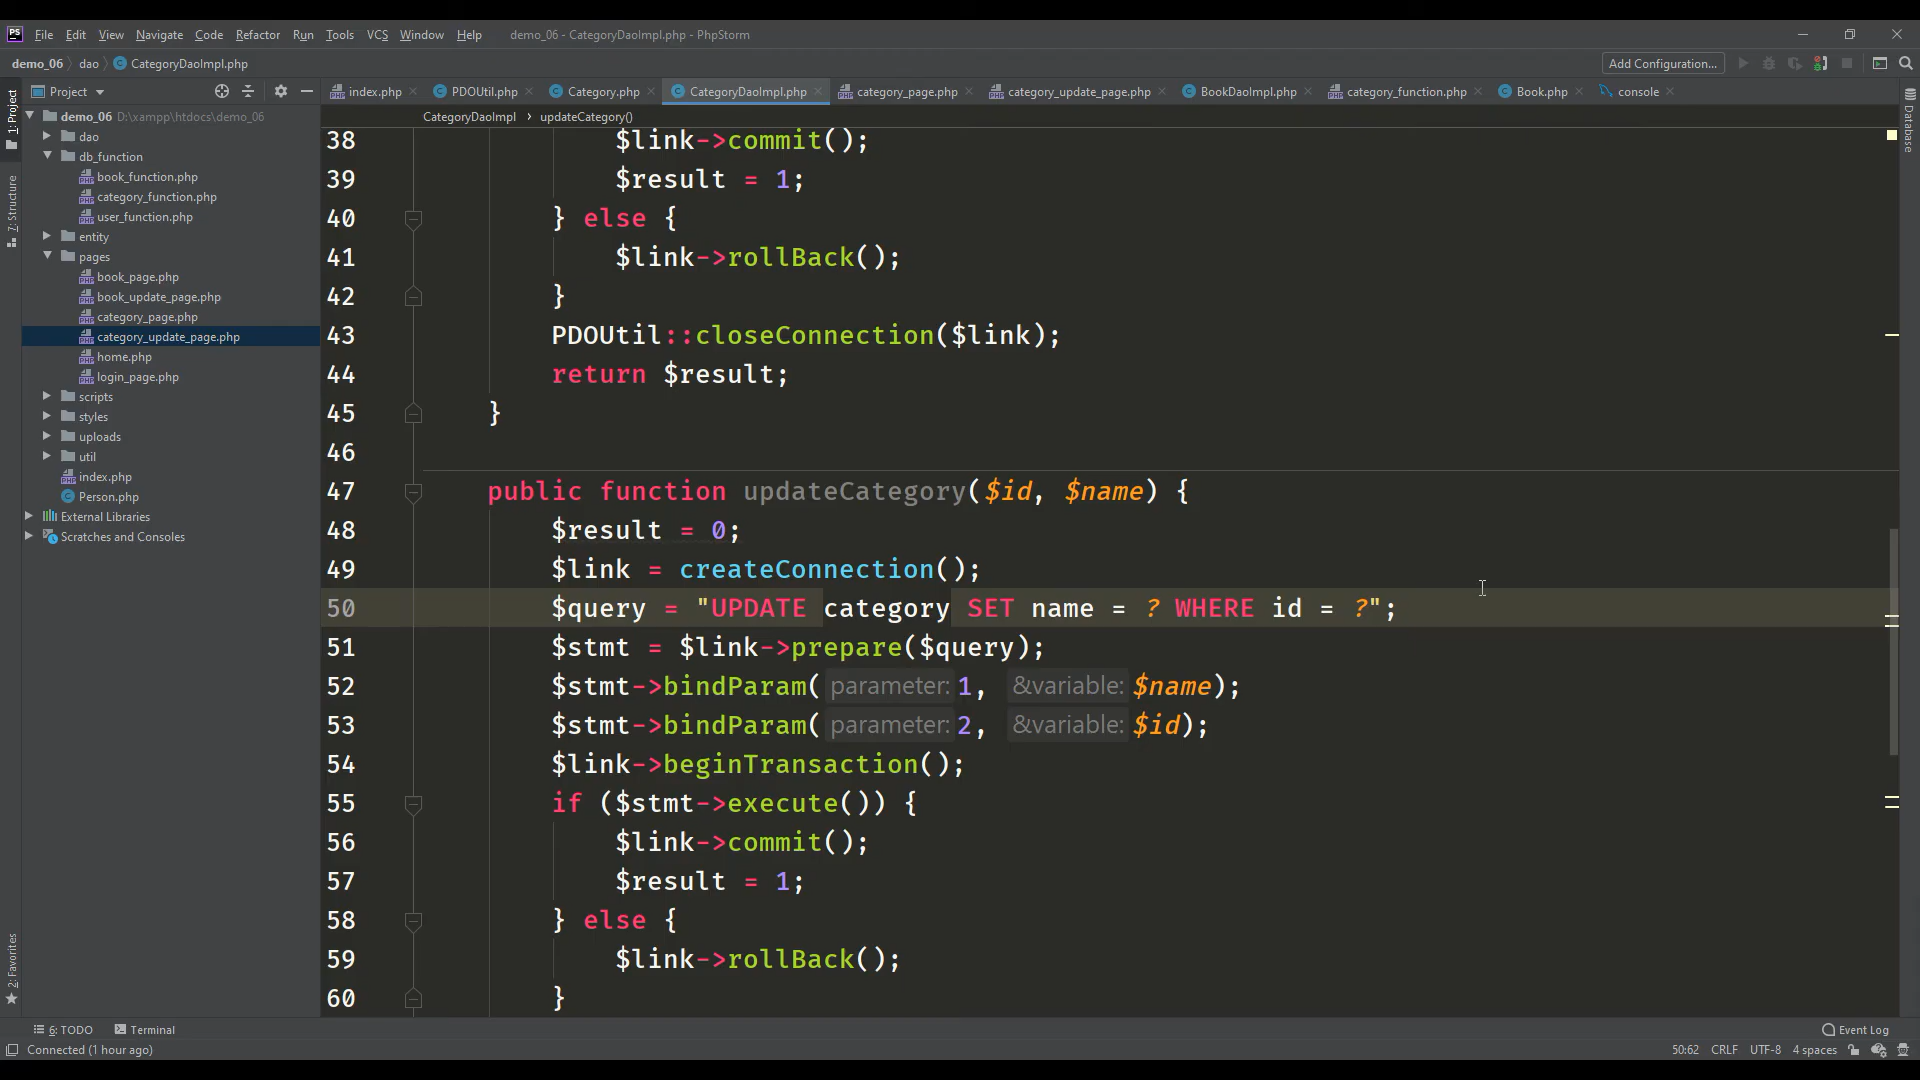 PS File Edit View Navigate Code Refactor Run Tools VCS Window Help demo_06 - CategoryDaoImpl.php - PhpStorm
demo_06 dao CategoryDaoImpl.php Add Configuration...
Project index.php PDOUtil.php Category.php CategoryDaoImpl.php category_page.php category_update_page.php BookDaoImpl.php category_function.php Book.php console
CategoryDaoImpl › updateCategory()
1: Project
7: Structure
2: Favorites
Database
demo_06 D:\xampp\htdocs\demo_06
dao
db_function
book_function.php
category_function.php
user_function.php
entity
pages
book_page.php
book_update_page.php
category_page.php
category_update_page.php
home.php
login_page.php
scripts
styles
uploads
util
index.php
Person.php
External Libraries
Scratches and Consoles
38 $link->commit();
39 $result = 1;
40 } else {
41 $link->rollBack();
42 }
43 PDOUtil::closeConnection($link);
44 return $result;
45 }
46
47 public function updateCategory($id, $name) {
48 $result = 0;
49 $link = createConnection();
50 $query = "UPDATE category SET name = ? WHERE id = ?";
51 $stmt = $link->prepare($query);
52 $stmt->bindParam( parameter: 1, &variable: $name);
53 $stmt->bindParam( parameter: 2, &variable: $id);
54 $link->beginTransaction();
55 if ($stmt->execute()) {
56 $link->commit();
57 $result = 1;
58 } else {
59 $link->rollBack();
60 }
6: TODO Terminal Event Log
Connected (1 hour ago) 50:62 CRLF UTF-8 4 spaces